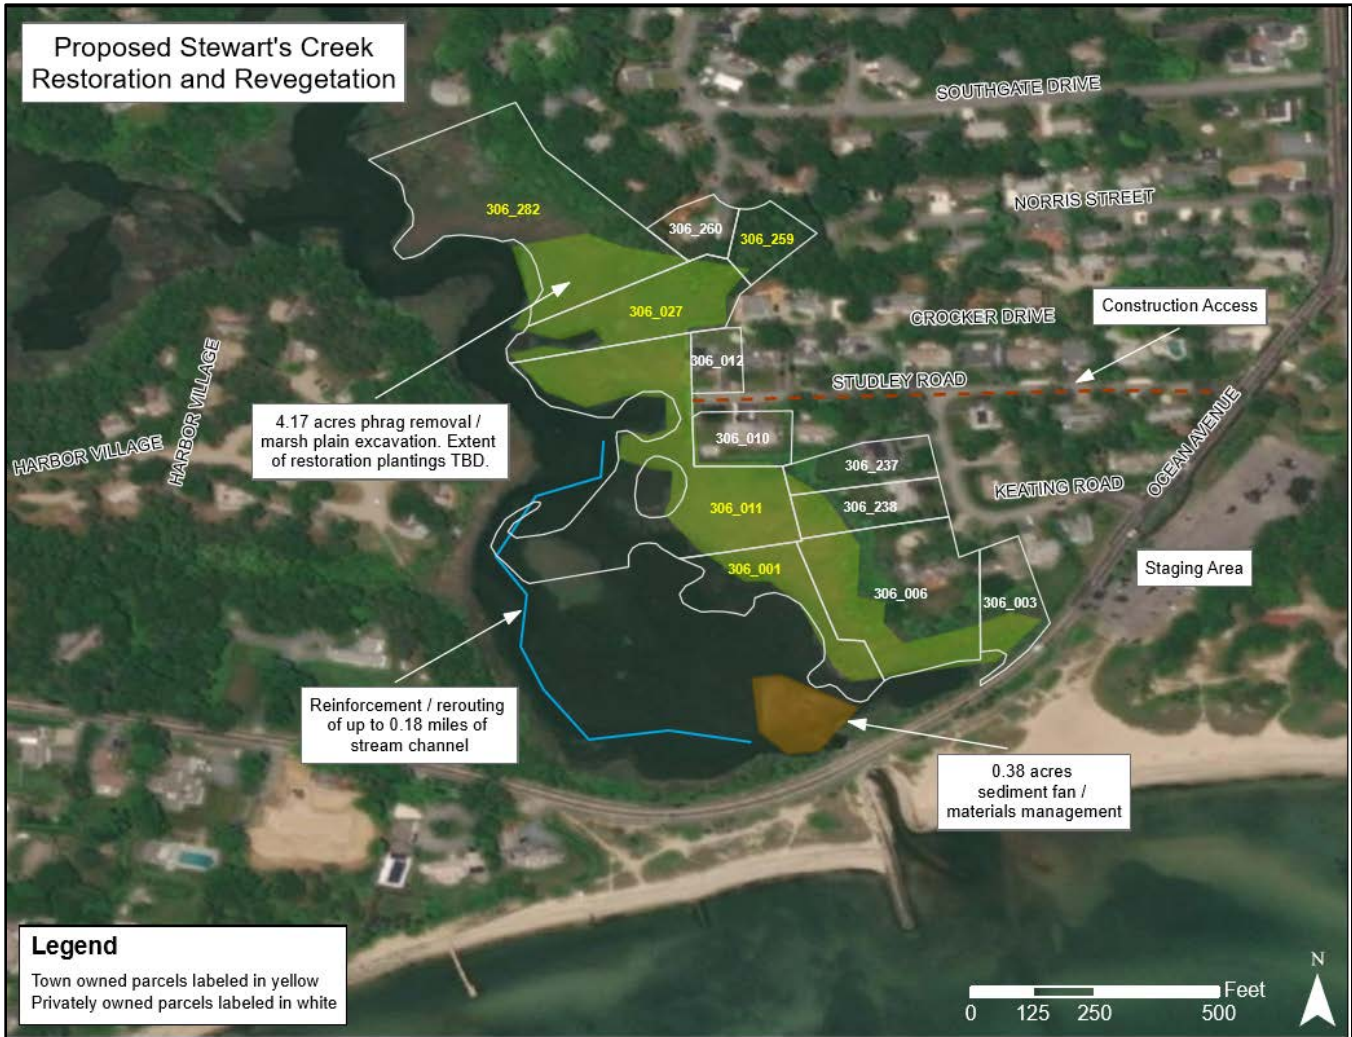 Proposed Stewart's Creek
Restoration and Revegetation
SOUTHGATE DRIVE
NORRIS STREET
306_282
306_260
306_259
306_027
CROCKER DRIVE
Construction Access
306_012
STUDLEY ROAD
HARBOR VILLAGE
HARBOR VILLAGE
4.17 acres phrag removal /
marsh plain excavation. Extent
of restoration plantings TBD.
306_010
306_237
306_238
KEATING ROAD
OCEAN AVENUE
306_011
306_001
306_006
306_003
Staging Area
Reinforcement / rerouting
of up to 0.18 miles of
stream channel
0.38 acres
sediment fan /
materials management
Legend
Town owned parcels labeled in yellow
Privately owned parcels labeled in white
N
Feet
0 125 250 500